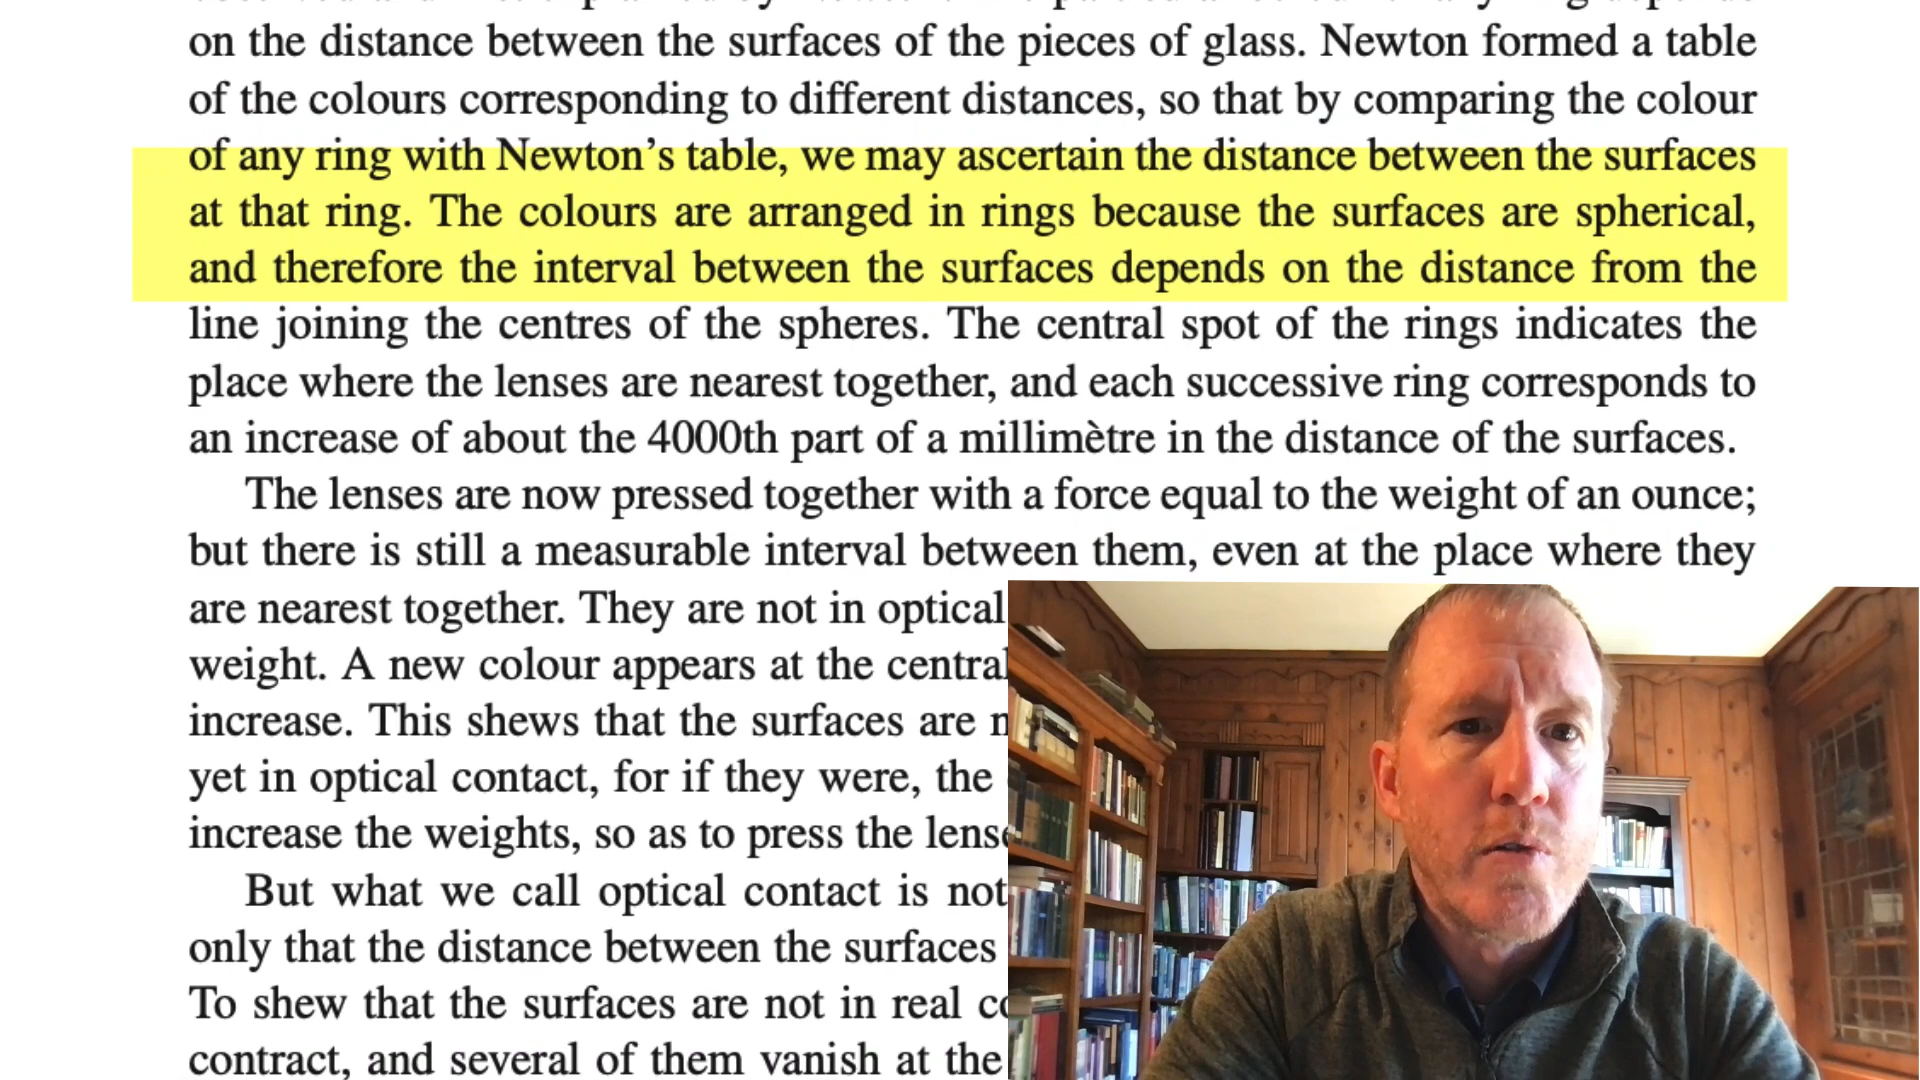 on the distance between the surfaces of the pieces of glass. Newton formed a table
of the colours corresponding to different distances, so that by comparing the colour
of any ring with Newton’s table, we may ascertain the distance between the surfaces
at that ring. The colours are arranged in rings because the surfaces are spherical,
and therefore the interval between the surfaces depends on the distance from the
line joining the centres of the spheres. The central spot of the rings indicates the
place where the lenses are nearest together, and each successive ring corresponds to
an increase of about the 4000th part of a millimètre in the distance of the surfaces.
The lenses are now pressed together with a force equal to the weight of an ounce;
but there is still a measurable interval between them, even at the place where they
are nearest together. They are not in optical
weight. A new colour appears at the central
increase. This shews that the surfaces are
yet in optical contact, for if they were, the
increase the weights, so as to press the
But what we call optical contact is not
only that the distance between the surfaces
To shew that the surfaces are not in real
contract, and several of them vanish at the